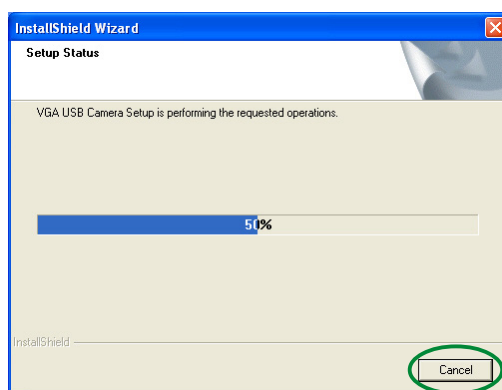 InstallShield Wizard
Setup Status
VGA USB Camera Setup is performing the requested operations.
50%
InstallShield
Cancel